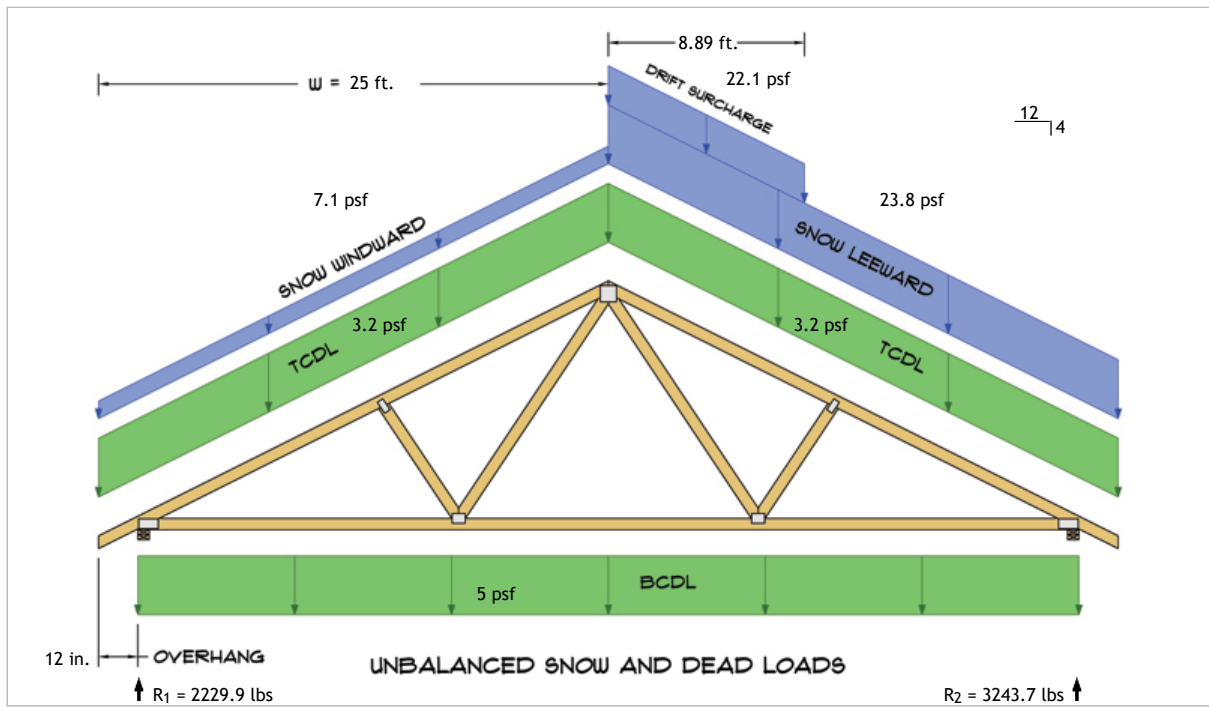 8.89 ft.
W = 25 ft.
DRIFT SURCHARGE
22.1 psf
12
4
7.1 psf
23.8 psf
SNOW WINDWARD
SNOW LEEWARD
3.2 psf
3.2 psf
TCDL
TCDL
5 psf
BCDL
12 in.
OVERHANG
UNBALANCED SNOW AND DEAD LOADS
R1 = 2229.9 lbs
R2 = 3243.7 lbs